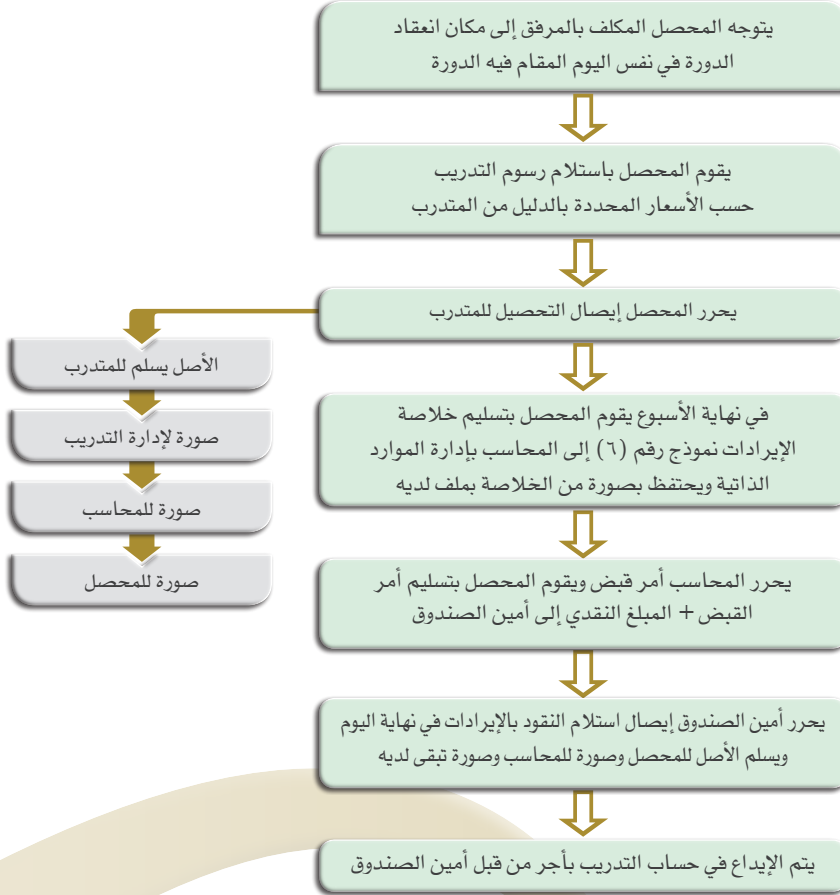 يتوجه المحصل المكلف بالمرفق إلى مكان انعقاد
الدورة في نفس اليوم المقام فيه الدورة
يقوم المحصل باستلام رسوم التدريب
حسب الأسعار المحددة بالدليل من المتدرب
يحرر المحصل إيصال التحصيل للمتدرب
الأصل يسلم للمتدرب
صورة لإدارة التدريب
صورة للمحاسب
صورة للمحصل
في نهاية الأسبوع يقوم المحصل بتسليم خلاصة
الإيرادات نموذج رقم (٦) إلى المحاسب بإدارة الموارد
الذاتية ويحتفظ بصورة من الخلاصة بملف لديه
يحرر المحاسب أمر قبض ويقوم المحصل بتسليم أمر
القبض + المبلغ النقدي إلى أمين الصندوق
يحرر أمين الصندوق إيصال استلام النقود بالإيرادات في نهاية اليوم
ويسلم الأصل للمحصل وصورة للمحاسب وصورة تبقى لديه
يتم الإيداع في حساب التدريب بأجر من قبل أمين الصندوق